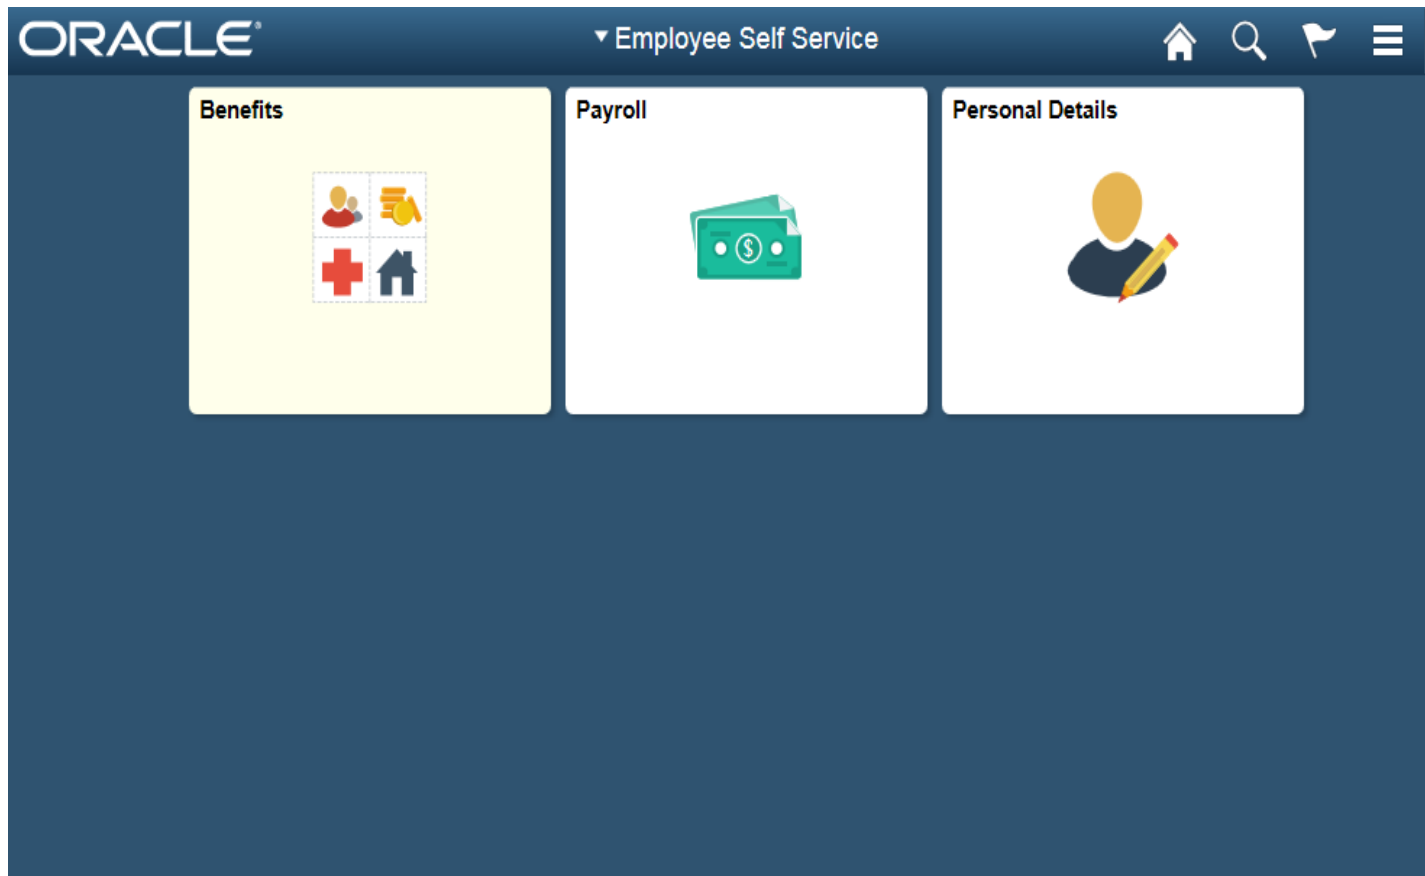 ORACLE®
Employee Self Service
Benefits
Payroll
Personal Details
$